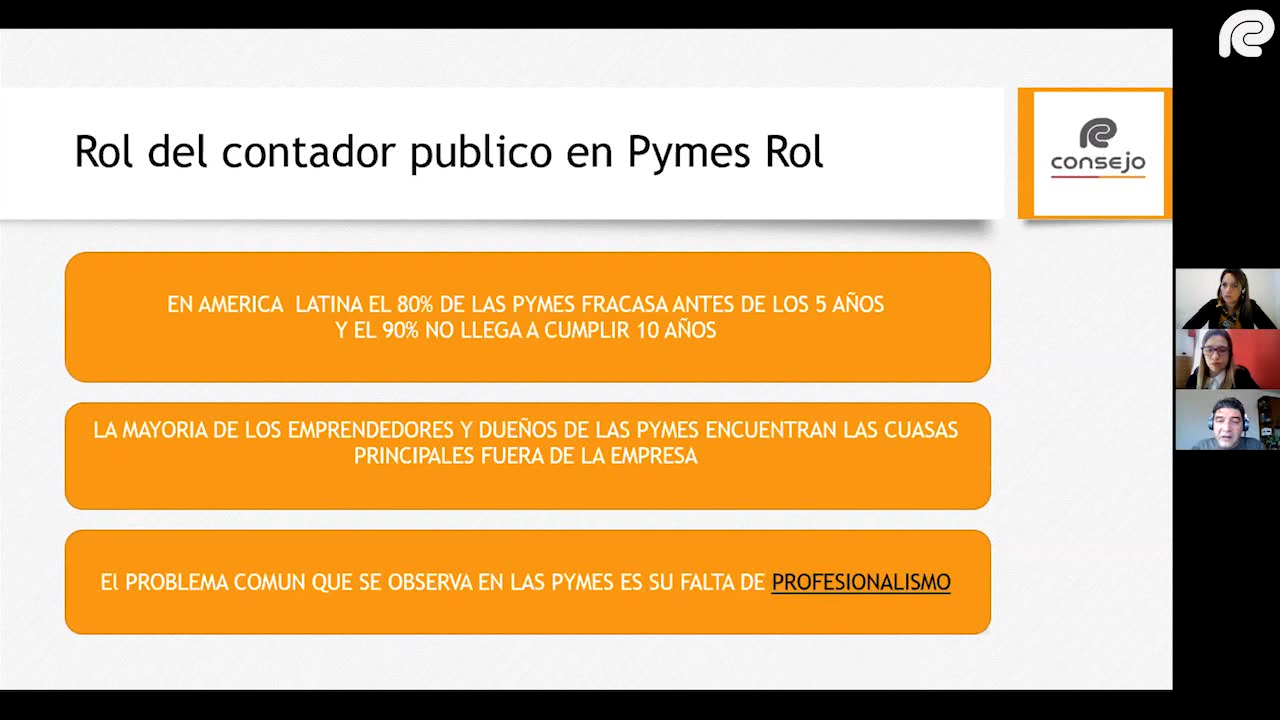 Rol del contador publico en Pymes Rol
consejo
EN AMERICA LATINA EL 80% DE LAS PYMES FRACASA ANTES DE LOS 5 AÑOS
Y EL 90% NO LLEGA A CUMPLIR 10 AÑOS
LA MAYORIA DE LOS EMPRENDEDORES Y DUEÑOS DE LAS PYMES ENCUENTRAN LAS CUASAS
PRINCIPALES FUERA DE LA EMPRESA
El PROBLEMA COMUN QUE SE OBSERVA EN LAS PYMES ES SU FALTA DE PROFESIONALISMO